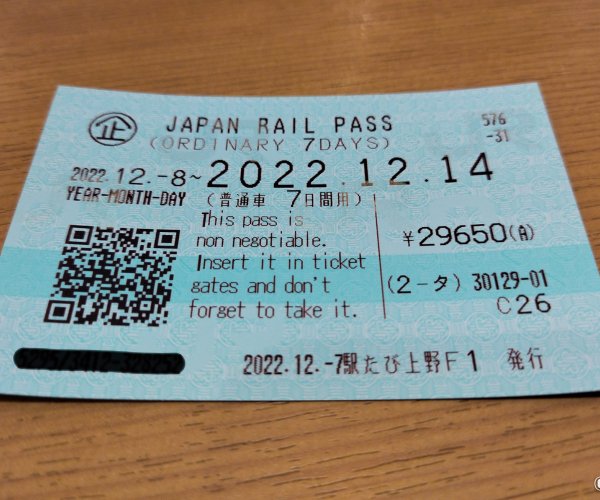 企 JAPAN RAIL PASS 576
(ORDINARY 7DAYS) -31
2022.12.-8~2022.12.14
YEAR-MONTH-DAY (普通車 7日間用)
This pass is
non negotiable. ¥29650(A)
Insert it in ticket
gates and don't (2-タ) 30129-01
forget to take it. C26
2022.12.-7駅たび上野F1 発行